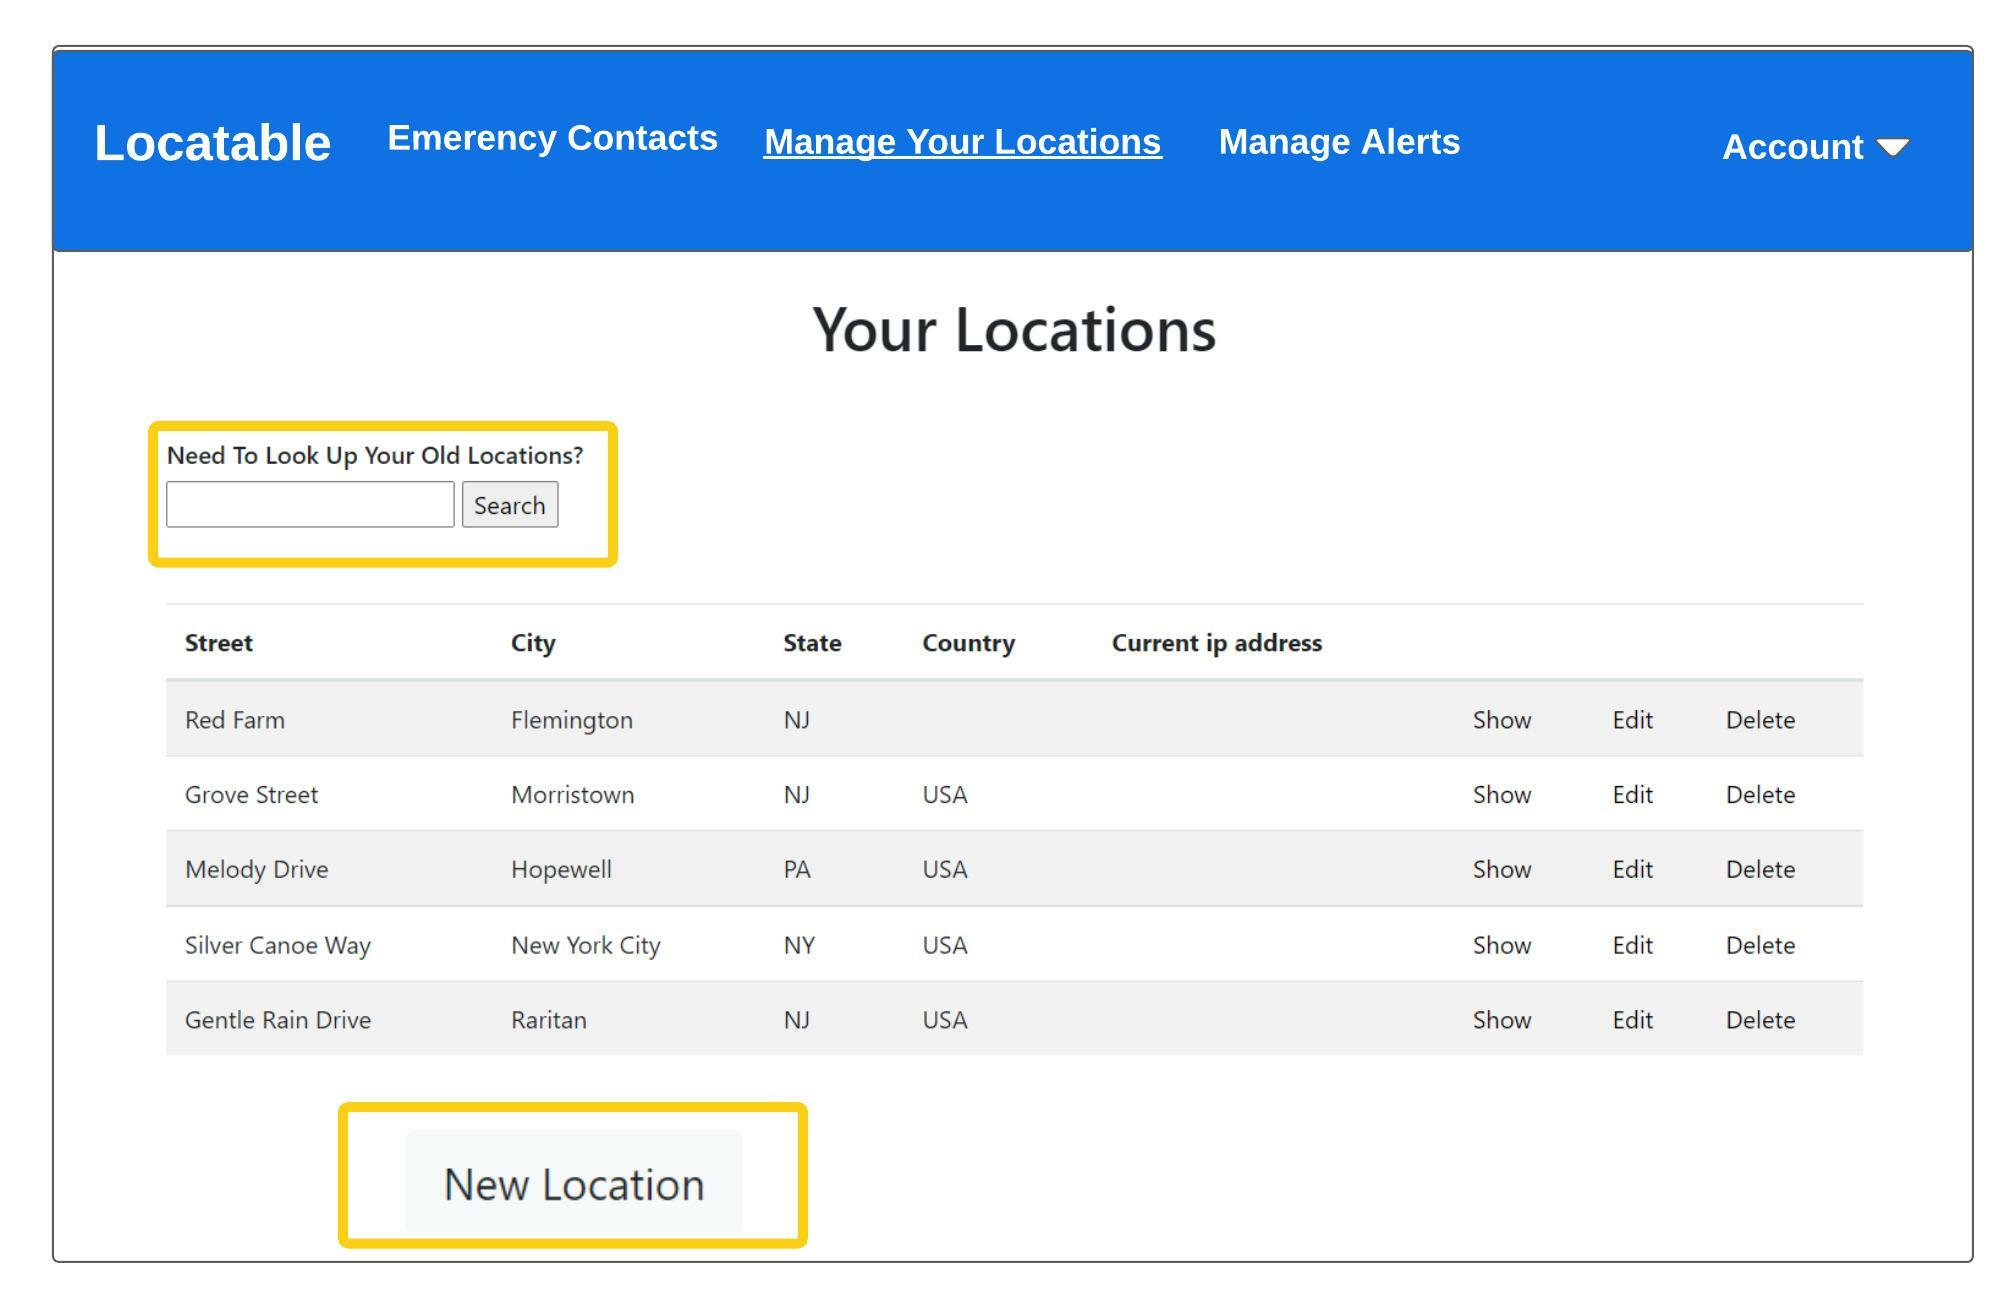 Locatable Emerency Contacts Manage Your Locations Manage Alerts Account
Your Locations
Need To Look Up Your Old Locations?
Search
Street City State Country Current ip address
Red Farm Flemington NJ Show Edit Delete
Grove Street Morristown NJ USA Show Edit Delete
Melody Drive Hopewell PA USA Show Edit Delete
Silver Canoe Way New York City NY USA Show Edit Delete
Gentle Rain Drive Raritan NJ USA Show Edit Delete
New Location